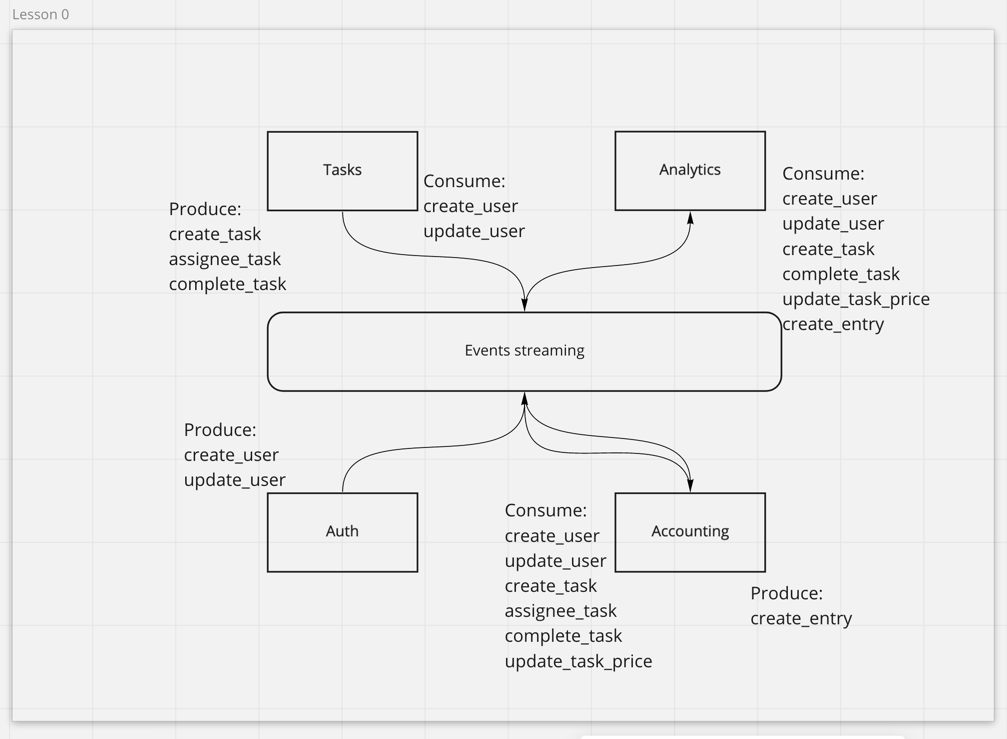 Lesson 0
Tasks
Consume:
create_user
update_user
Produce:
create_task
assignee_task
complete_task
Analytics
Consume:
create_user
update_user
create_task
complete_task
update_task_price
create_entry
Events streaming
Produce:
create_user
update_user
Auth
Consume:
create_user
update_user
create_task
assignee_task
complete_task
update_task_price
Accounting
Produce:
create_entry